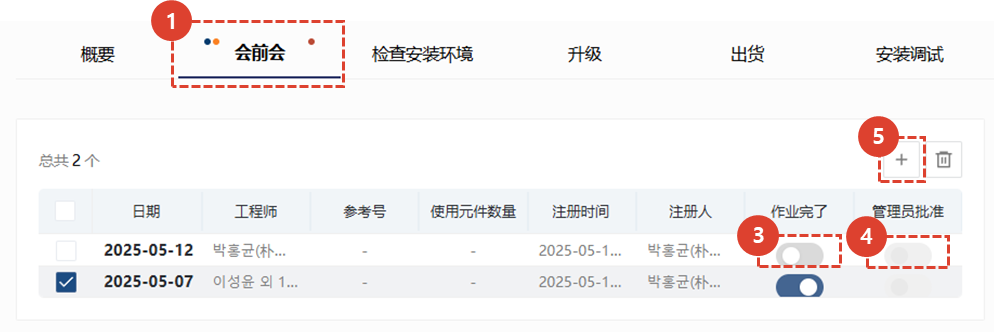 1
概要 会前会 检查安装环境 升级 出货 安装调试
5
总共 2 个 +
日期 工程师 参考号 使用元件数量 注册时间 注册人 作业完了 管理员批准
3 4
2025-05-12 박홍균(朴... - - 2025-05-1... 박홍균(朴...
2025-05-07 이성윤 외 1... - - 2025-05-1... 박홍균(朴...